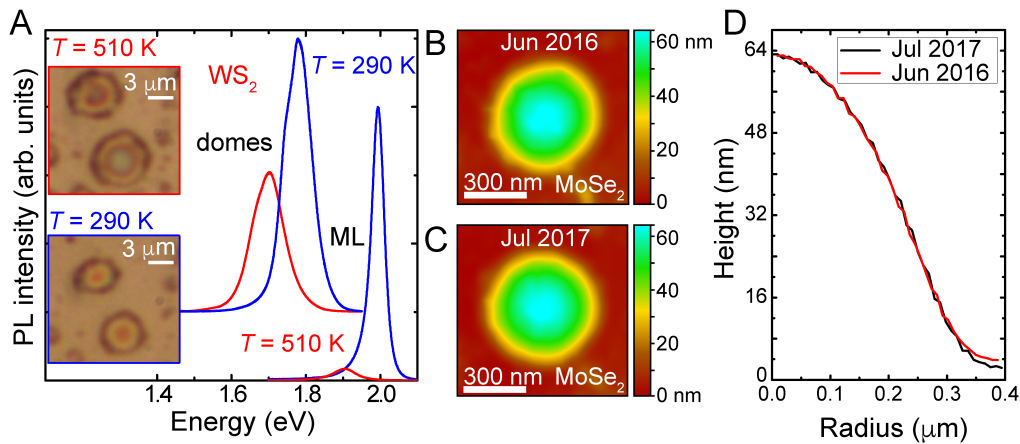 A
T = 510 K
3 μm
T = 290 K
3 μm
WS2
T = 290 K
domes
ML
T = 510 K
PL intensity (arb. units)
1.4
1.6
1.8
2.0
Energy (eV)
B
Jun 2016
300 nm
MoSe2
60 nm
40
20
0 nm
C
Jul 2017
300 nm
MoSe2
60 nm
40
20
0 nm
D
Jul 2017
Jun 2016
64
48
32
16
0
Height (nm)
0.0
0.1
0.2
0.3
0.4
Radius (μm)